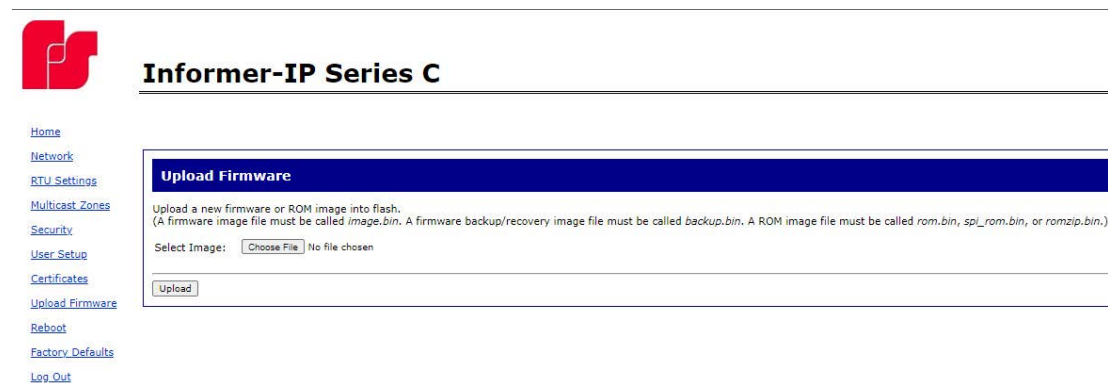 Informer-IP Series C
Home
Network
RTU Settings
Multicast Zones
Security
User Setup
Certificates
Upload Firmware
Reboot
Factory Defaults
Log Out
Upload Firmware
Upload a new firmware or ROM image into flash.
(A firmware image file must be called image.bin. A firmware backup/recovery image file must be called backup.bin. A ROM image file must be called rom.bin, spi_rom.bin, or romzip.bin.)
Select Image: Choose File No file chosen
Upload